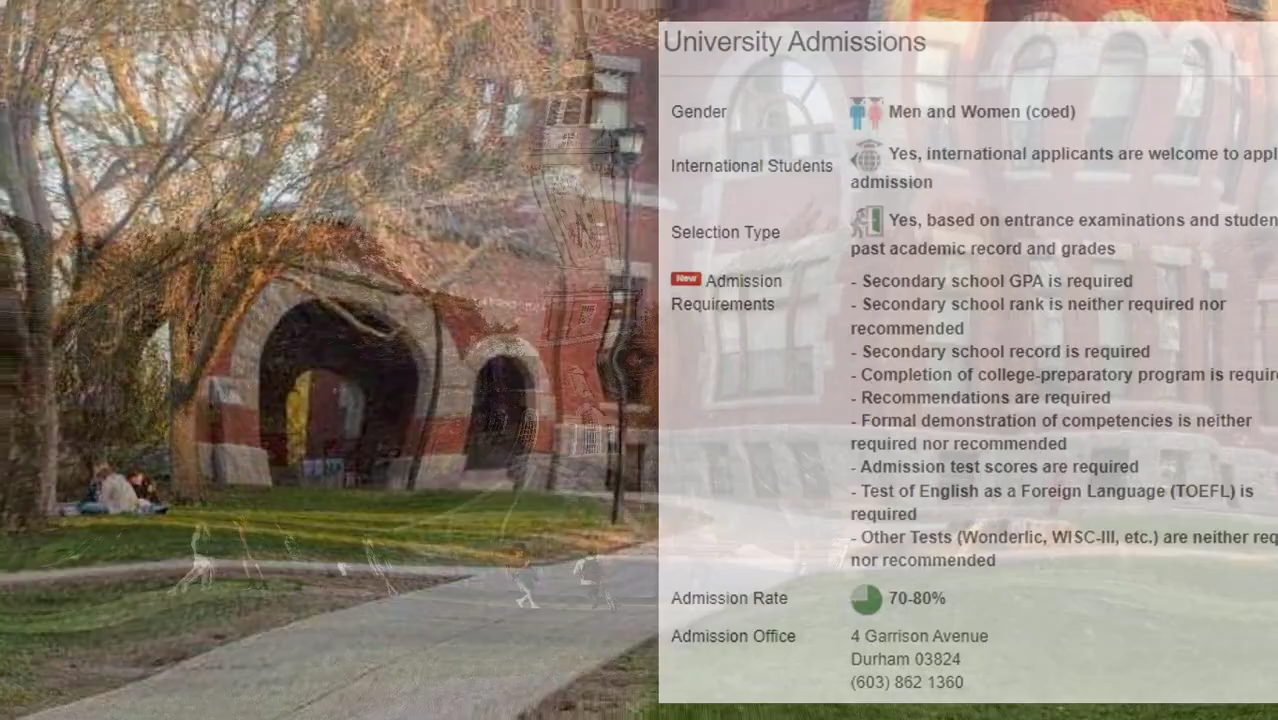 University Admissions
Gender
Men and Women (coed)
International Students
Yes, international applicants are welcome to appl
admission
Selection Type
Yes, based on entrance examinations and studen
past academic record and grades
New Admission
Requirements
- Secondary school GPA is required
- Secondary school rank is neither required nor
recommended
- Secondary school record is required
- Completion of college-preparatory program is require
- Recommendations are required
- Formal demonstration of competencies is neither
required nor recommended
- Admission test scores are required
- Test of English as a Foreign Language (TOEFL) is
required
- Other Tests (Wonderlic, WISC-III, etc.) are neither req
nor recommended
Admission Rate
70-80%
Admission Office
4 Garrison Avenue
Durham 03824
(603) 862 1360